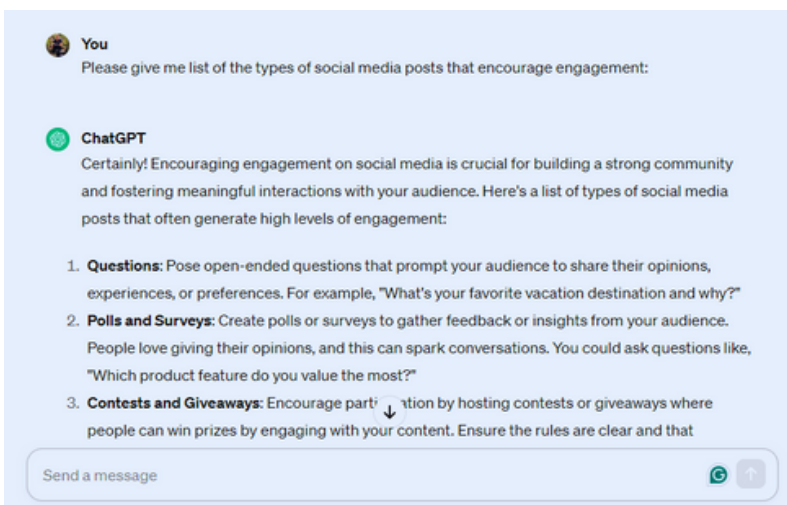 You
Please give me list of the types of social media posts that encourage engagement:
ChatGPT
Certainly! Encouraging engagement on social media is crucial for building a strong community
and fostering meaningful interactions with your audience. Here's a list of types of social media
posts that often generate high levels of engagement:
1. Questions: Pose open-ended questions that prompt your audience to share their opinions,
experiences, or preferences. For example, "What's your favorite vacation destination and why?"
2. Polls and Surveys: Create polls or surveys to gather feedback or insights from your audience.
People love giving their opinions, and this can spark conversations. You could ask questions like,
"Which product feature do you value the most?"
3. Contests and Giveaways: Encourage parti ation by hosting contests or giveaways where
people can win prizes by engaging with your content. Ensure the rules are clear and that
Send a message